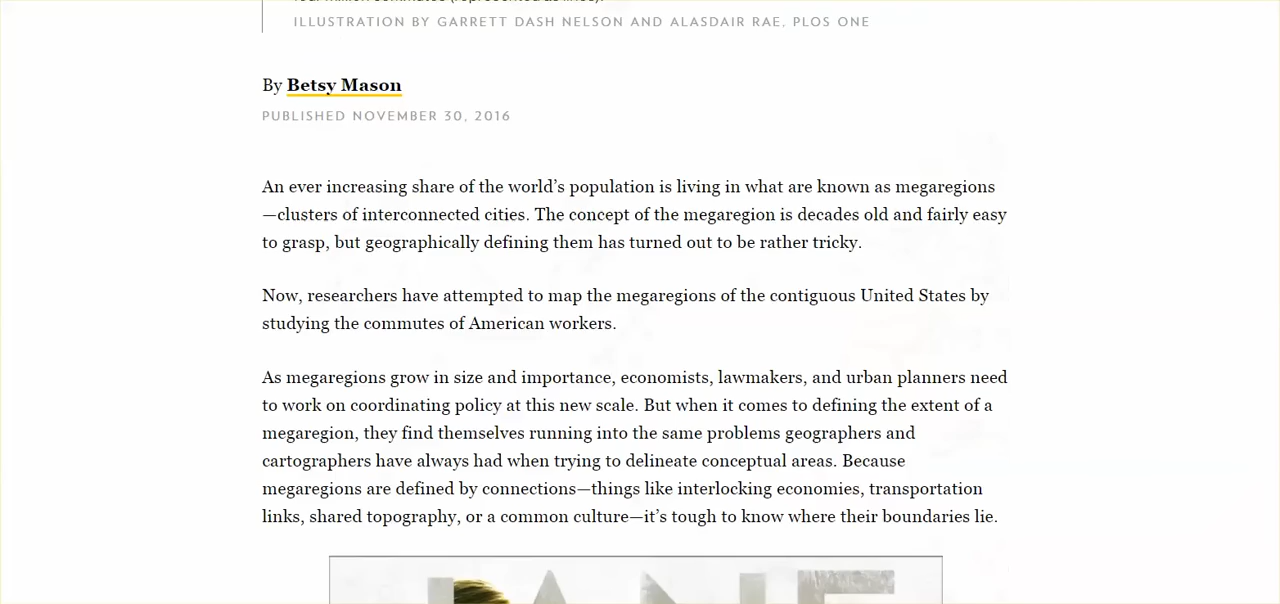 ILLUSTRATION BY GARRETT DASH NELSON AND ALASDAIR RAE, PLOS ONE
By Betsy Mason
PUBLISHED NOVEMBER 30, 2016
An ever increasing share of the world’s population is living in what are known as megaregions
—clusters of interconnected cities. The concept of the megaregion is decades old and fairly easy
to grasp, but geographically defining them has turned out to be rather tricky.
Now, researchers have attempted to map the megaregions of the contiguous United States by
studying the commutes of American workers.
As megaregions grow in size and importance, economists, lawmakers, and urban planners need
to work on coordinating policy at this new scale. But when it comes to defining the extent of a
megaregion, they find themselves running into the same problems geographers and
cartographers have always had when trying to delineate conceptual areas. Because
megaregions are defined by connections—things like interlocking economies, transportation
links, shared topography, or a common culture—it’s tough to know where their boundaries lie.